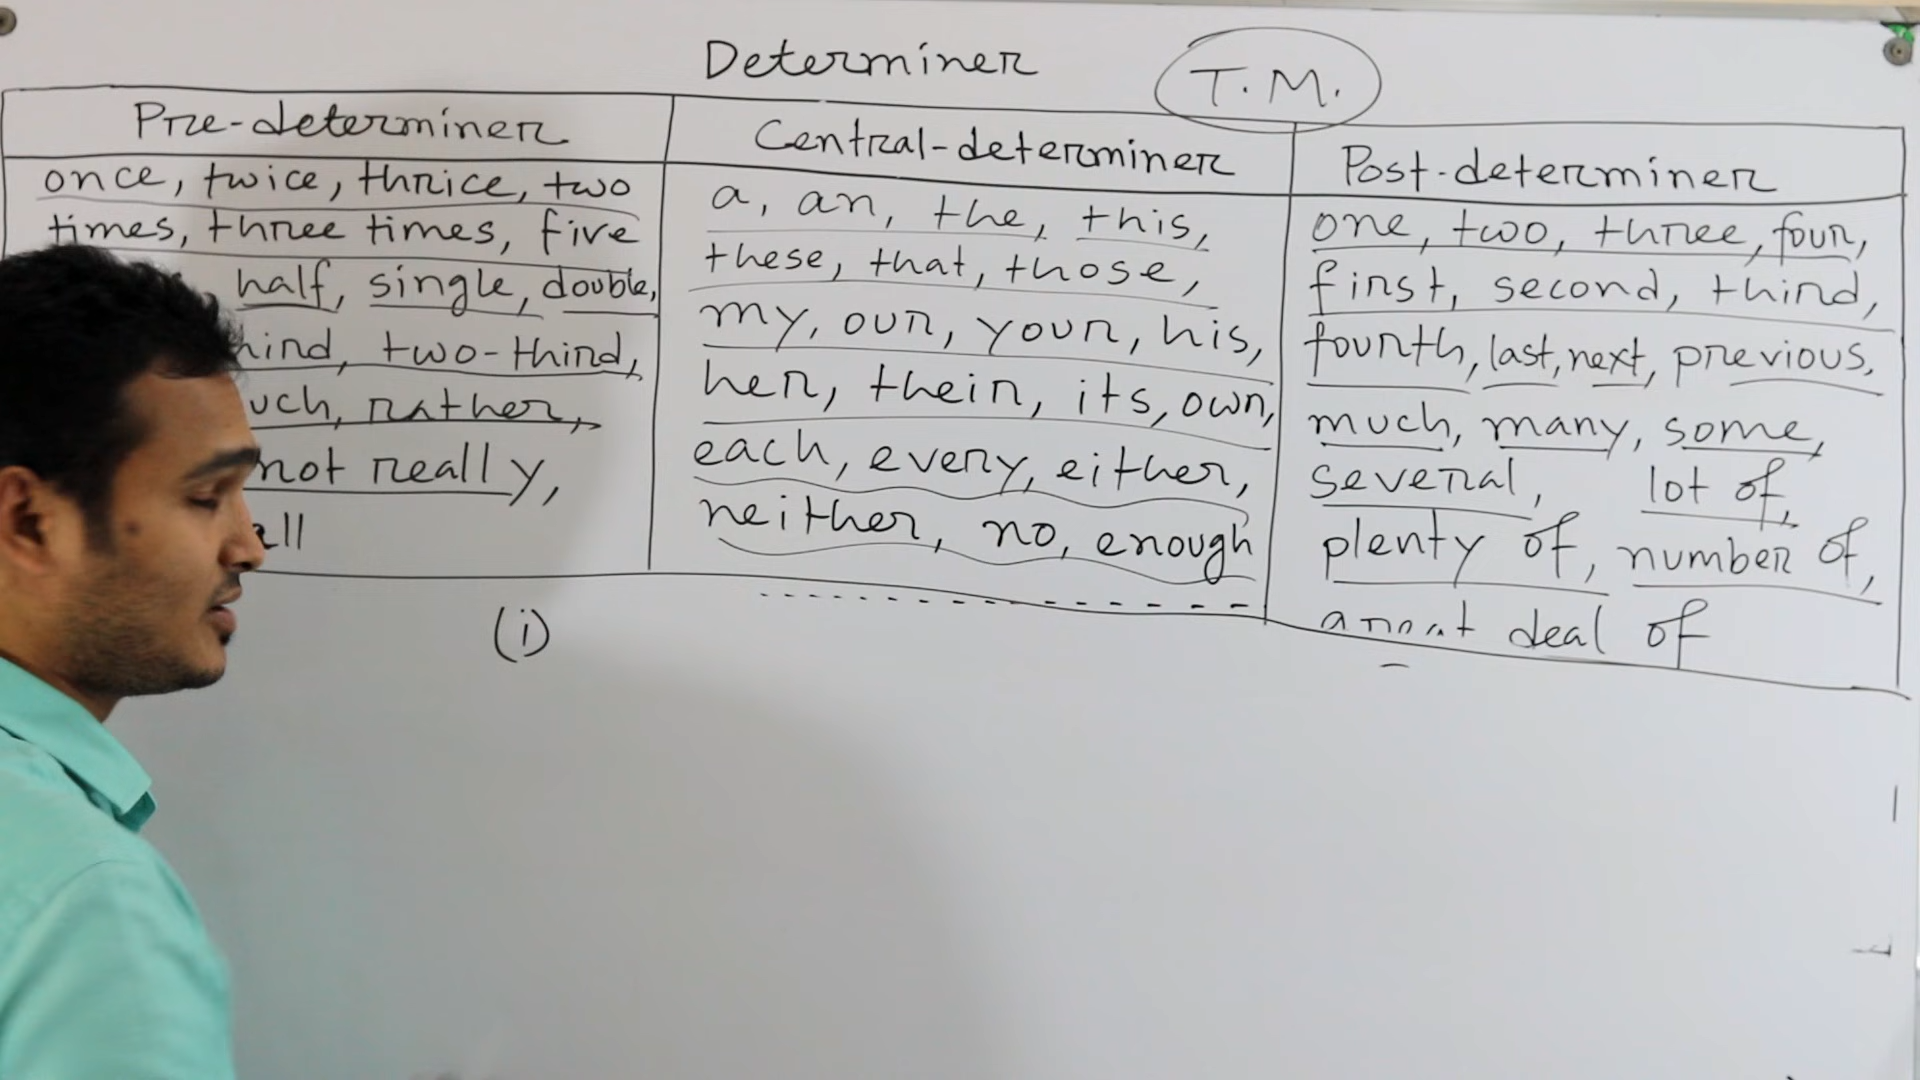 Determiner
T.M.
Pre-determiner
once, twice, thrice, two
times, three times, five
half, single, double,
two-third,
rather,
not really,
all
(i)
Central-determiner
a, an, the, this,
these, that, those,
my, our, your, his,
her, their, its, own,
each, every, either,
neither, no, enough
Post-determiner
one, two, three, four,
first, second, third,
fourth, last, next, previous,
much, many, some,
several, lot of,
plenty of, number of,
deal of